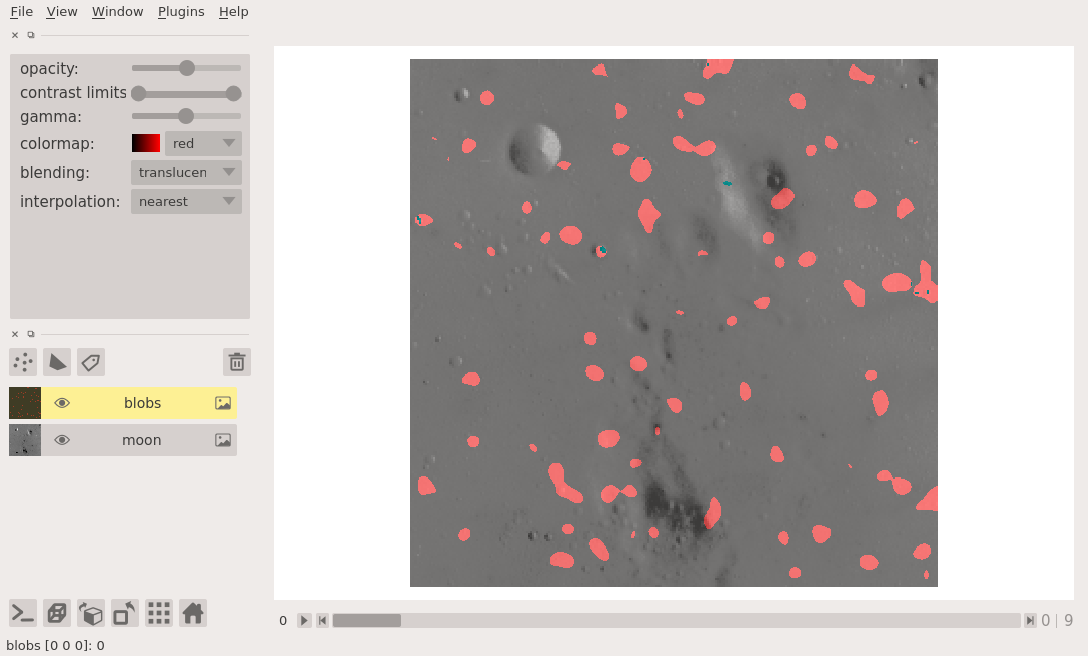 File View Window Plugins Help
opacity:
contrast limits
gamma:
colormap: red
blending: translucen
interpolation: nearest
blobs
moon
0 0 | 9
blobs [0 0 0]: 0